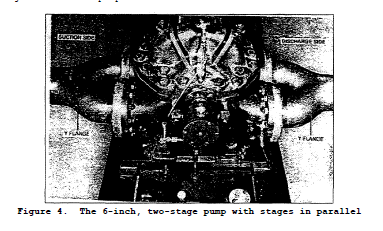 SUCTION SIDE
DISCHARGE SIDE
Y FLANGE
Y FLANGE
Figure 4. The 6-inch, two-stage pump with stages in parallel